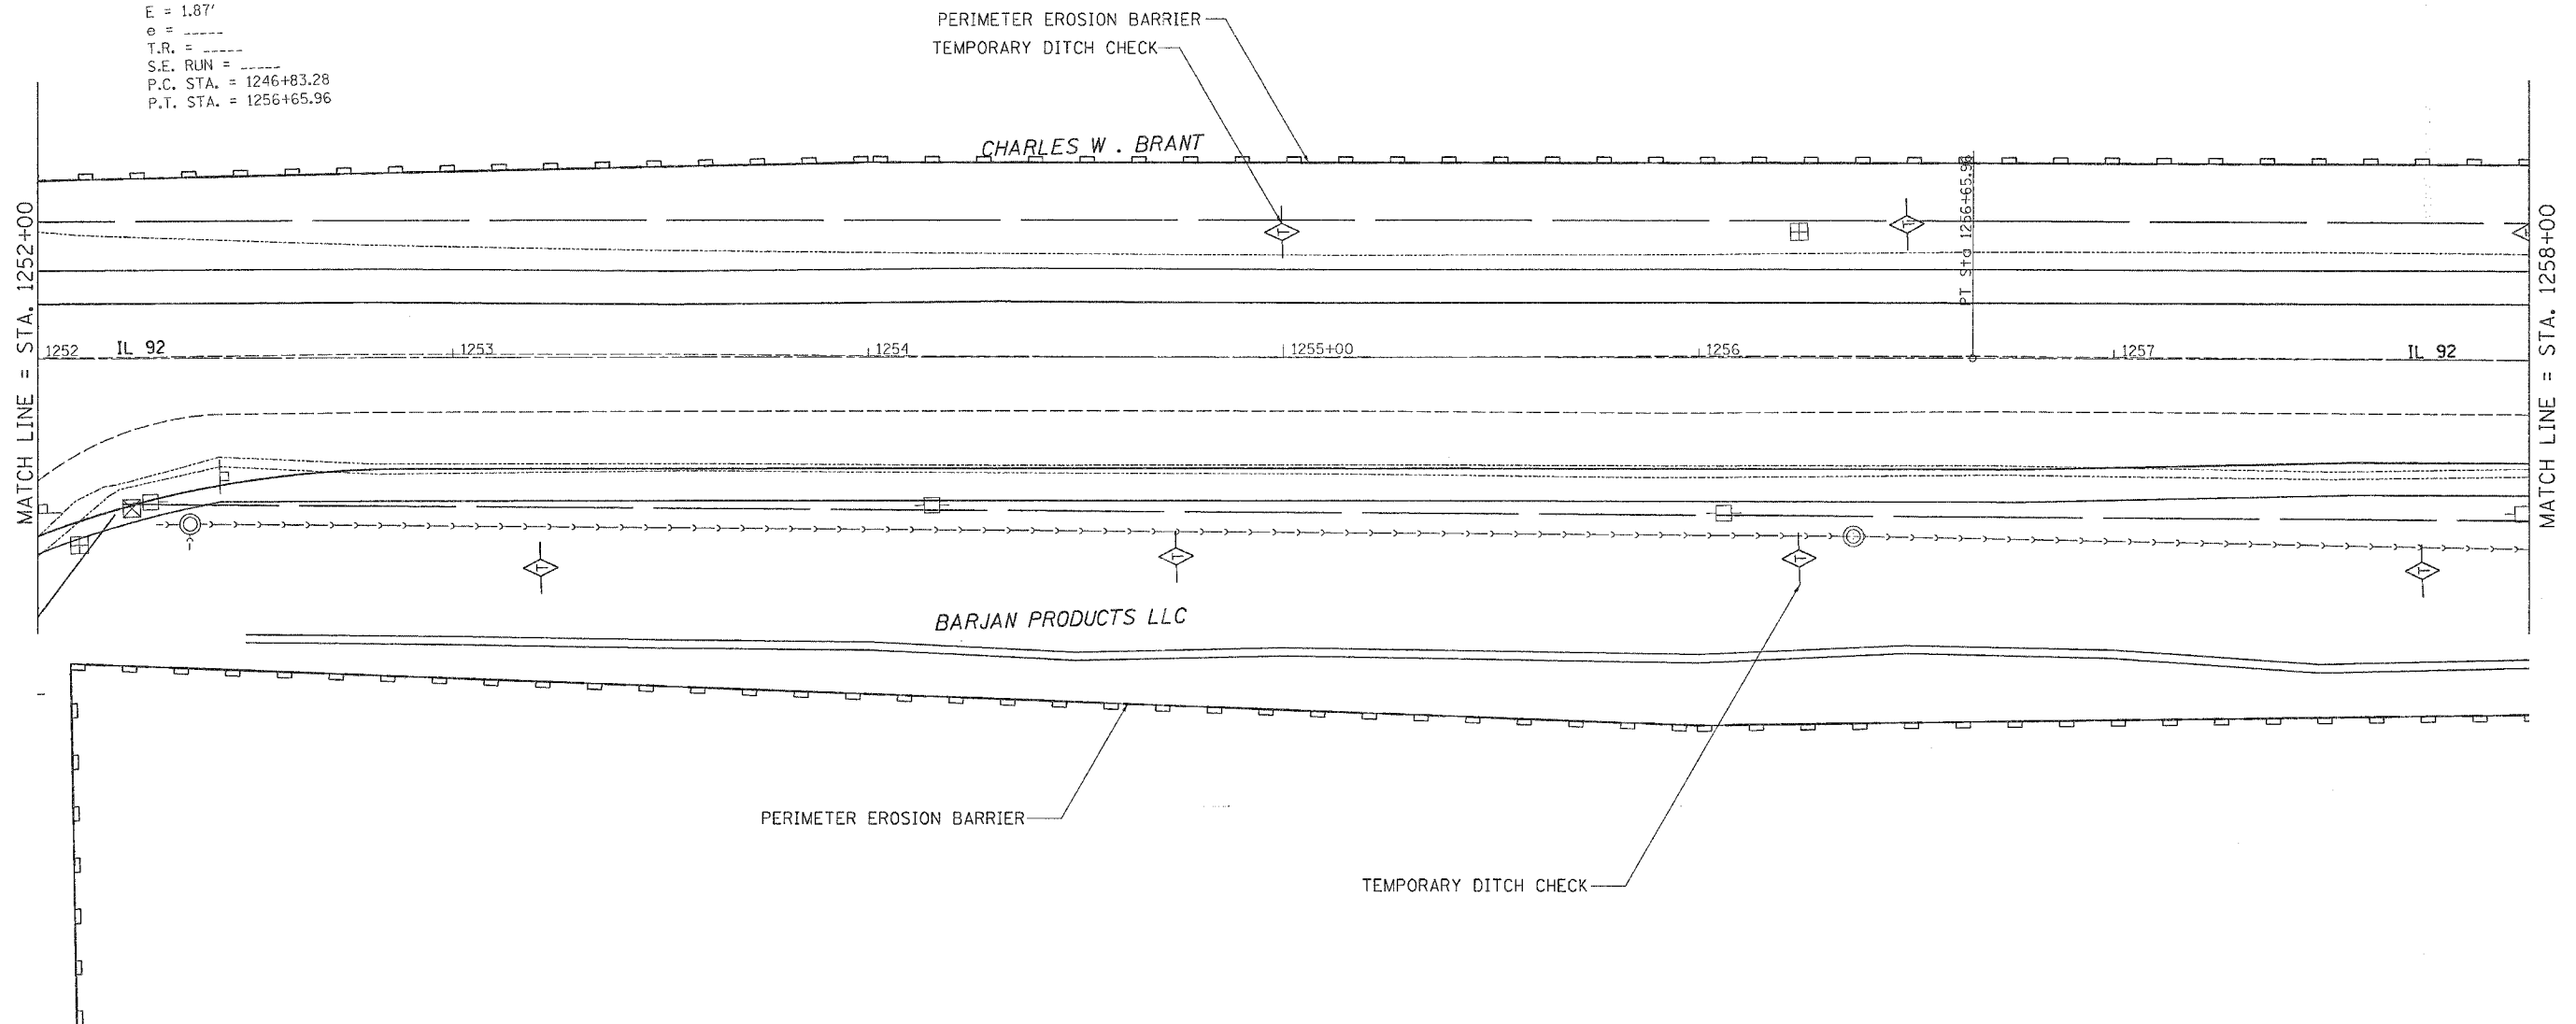 E = 1.87'
e = -----
T.R. = -----
S.E. RUN = -----
P.C. STA. = 1246+83.28
P.T. STA. = 1256+65.96
PERIMETER EROSION BARRIER
TEMPORARY DITCH CHECK
CHARLES W . BRANT
MATCH LINE = STA. 1252+00
PT Sta 1256+65.96
MATCH LINE = STA. 1258+00
1252 IL 92 1253 1254 1255+00 1256 1257 IL 92
T
T
T
T
T
T
BARJAN PRODUCTS LLC
PERIMETER EROSION BARRIER
TEMPORARY DITCH CHECK